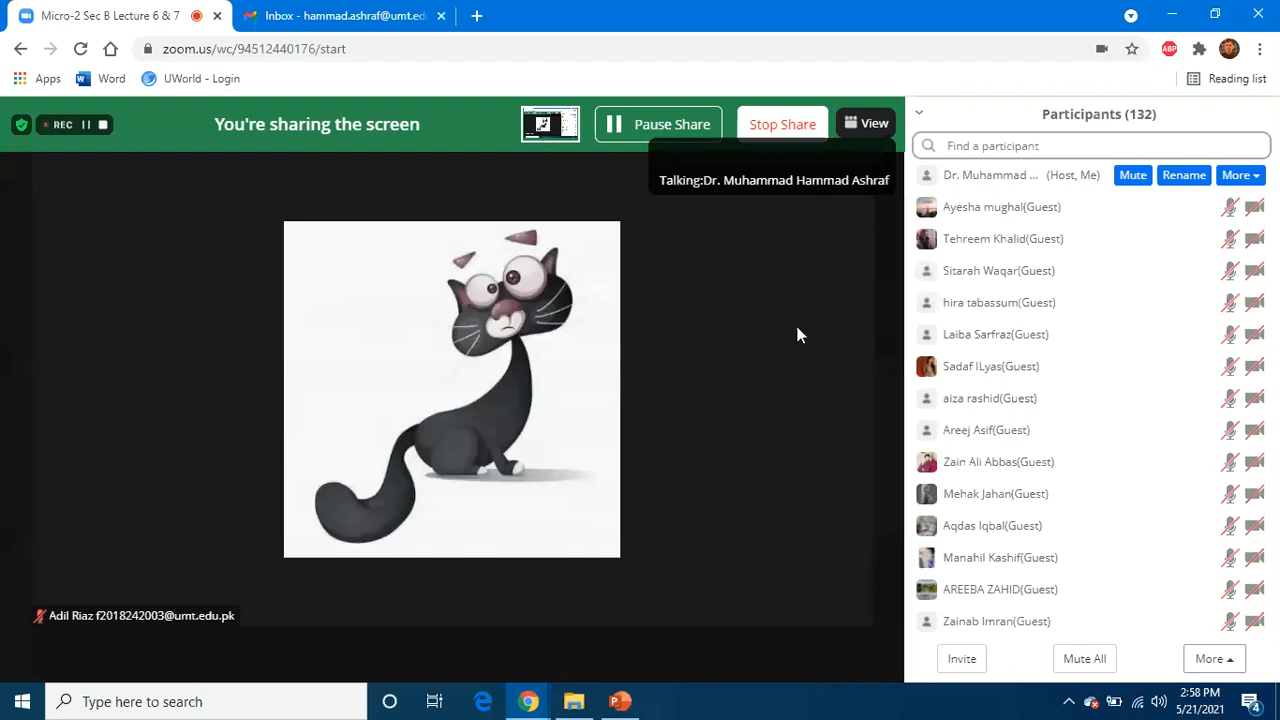 Micro-2 Sec B Lecture 6 & 7
Inbox - hammad.ashraf@umt.edu.
zoom.us/wc/94512440176/start
ABP
Apps
Word
UWorld - Login
Reading list
REC
You're sharing the screen
Pause Share
Stop Share
View
Talking:Dr. Muhammad Hammad Ashraf
Adil Riaz f2018242003@umt.edu.pk
Participants (132)
Find a participant
Dr. Muhammad ... (Host, Me) Mute Rename More
Ayesha mughal(Guest)
Tehreem Khalid(Guest)
Sitarah Waqar(Guest)
hira tabassum(Guest)
Laiba Sarfraz(Guest)
Sadaf ILyas(Guest)
aiza rashid(Guest)
Areej Asif(Guest)
Zain Ali Abbas(Guest)
Mehak Jahan(Guest)
Aqdas Iqbal(Guest)
Manahil Kashif(Guest)
AREEBA ZAHID(Guest)
Zainab Imran(Guest)
Invite
Mute All
More
Type here to search
2:58 PM
5/21/2021
4